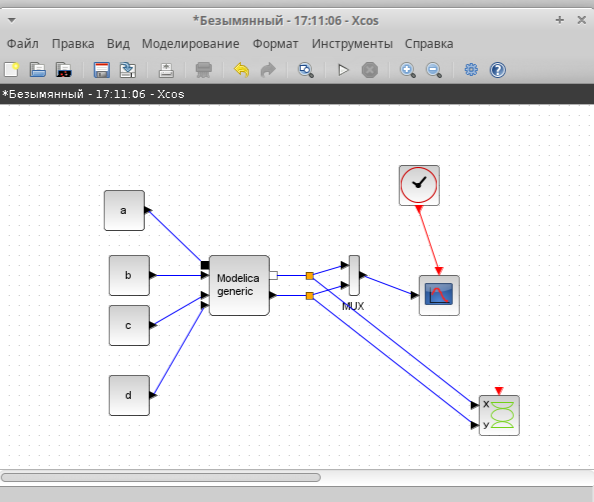 *Безымянный - 17:11:06 - Xcos
Файл Правка Вид Моделирование Формат Инструменты Справка
*Безымянный - 17:11:06 - Xcos
a
b
Modelica
generic
c
MUX
d
X
y